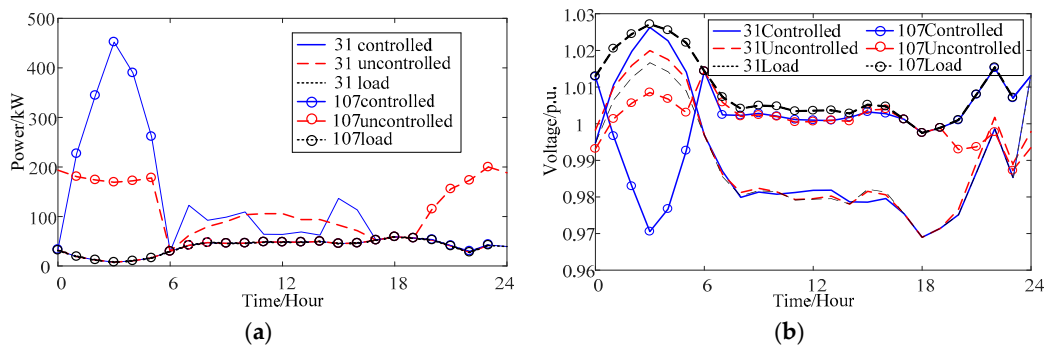 500
400
300
200
100
0
Power/kW
31 controlled
31 uncontrolled
31 load
107controlled
107uncontrolled
107load
0 6 12 18 24
Time/Hour
(a)
1.03
1.02
1.01
1
0.99
0.98
0.97
0.96
Voltage/p.u.
31Controlled 107Controlled
31Uncontrolled 107Uncontrolled
31Load 107Load
0 6 12 18 24
Time/Hour
(b)